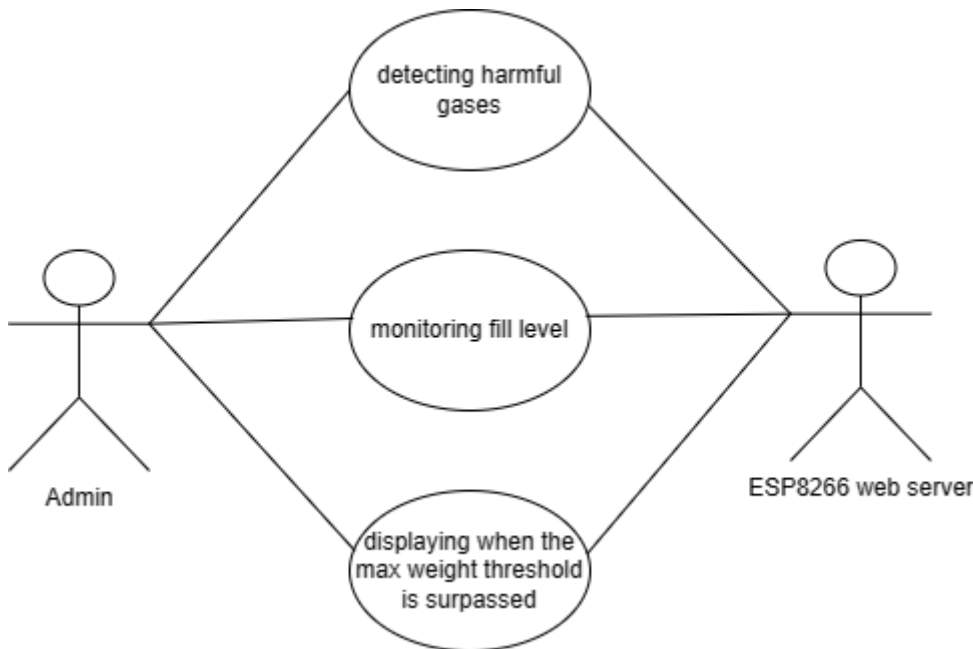 detecting harmful
gases
monitoring fill level
Admin
ESP8266 web server
displaying when the
max weight threshold
is surpassed